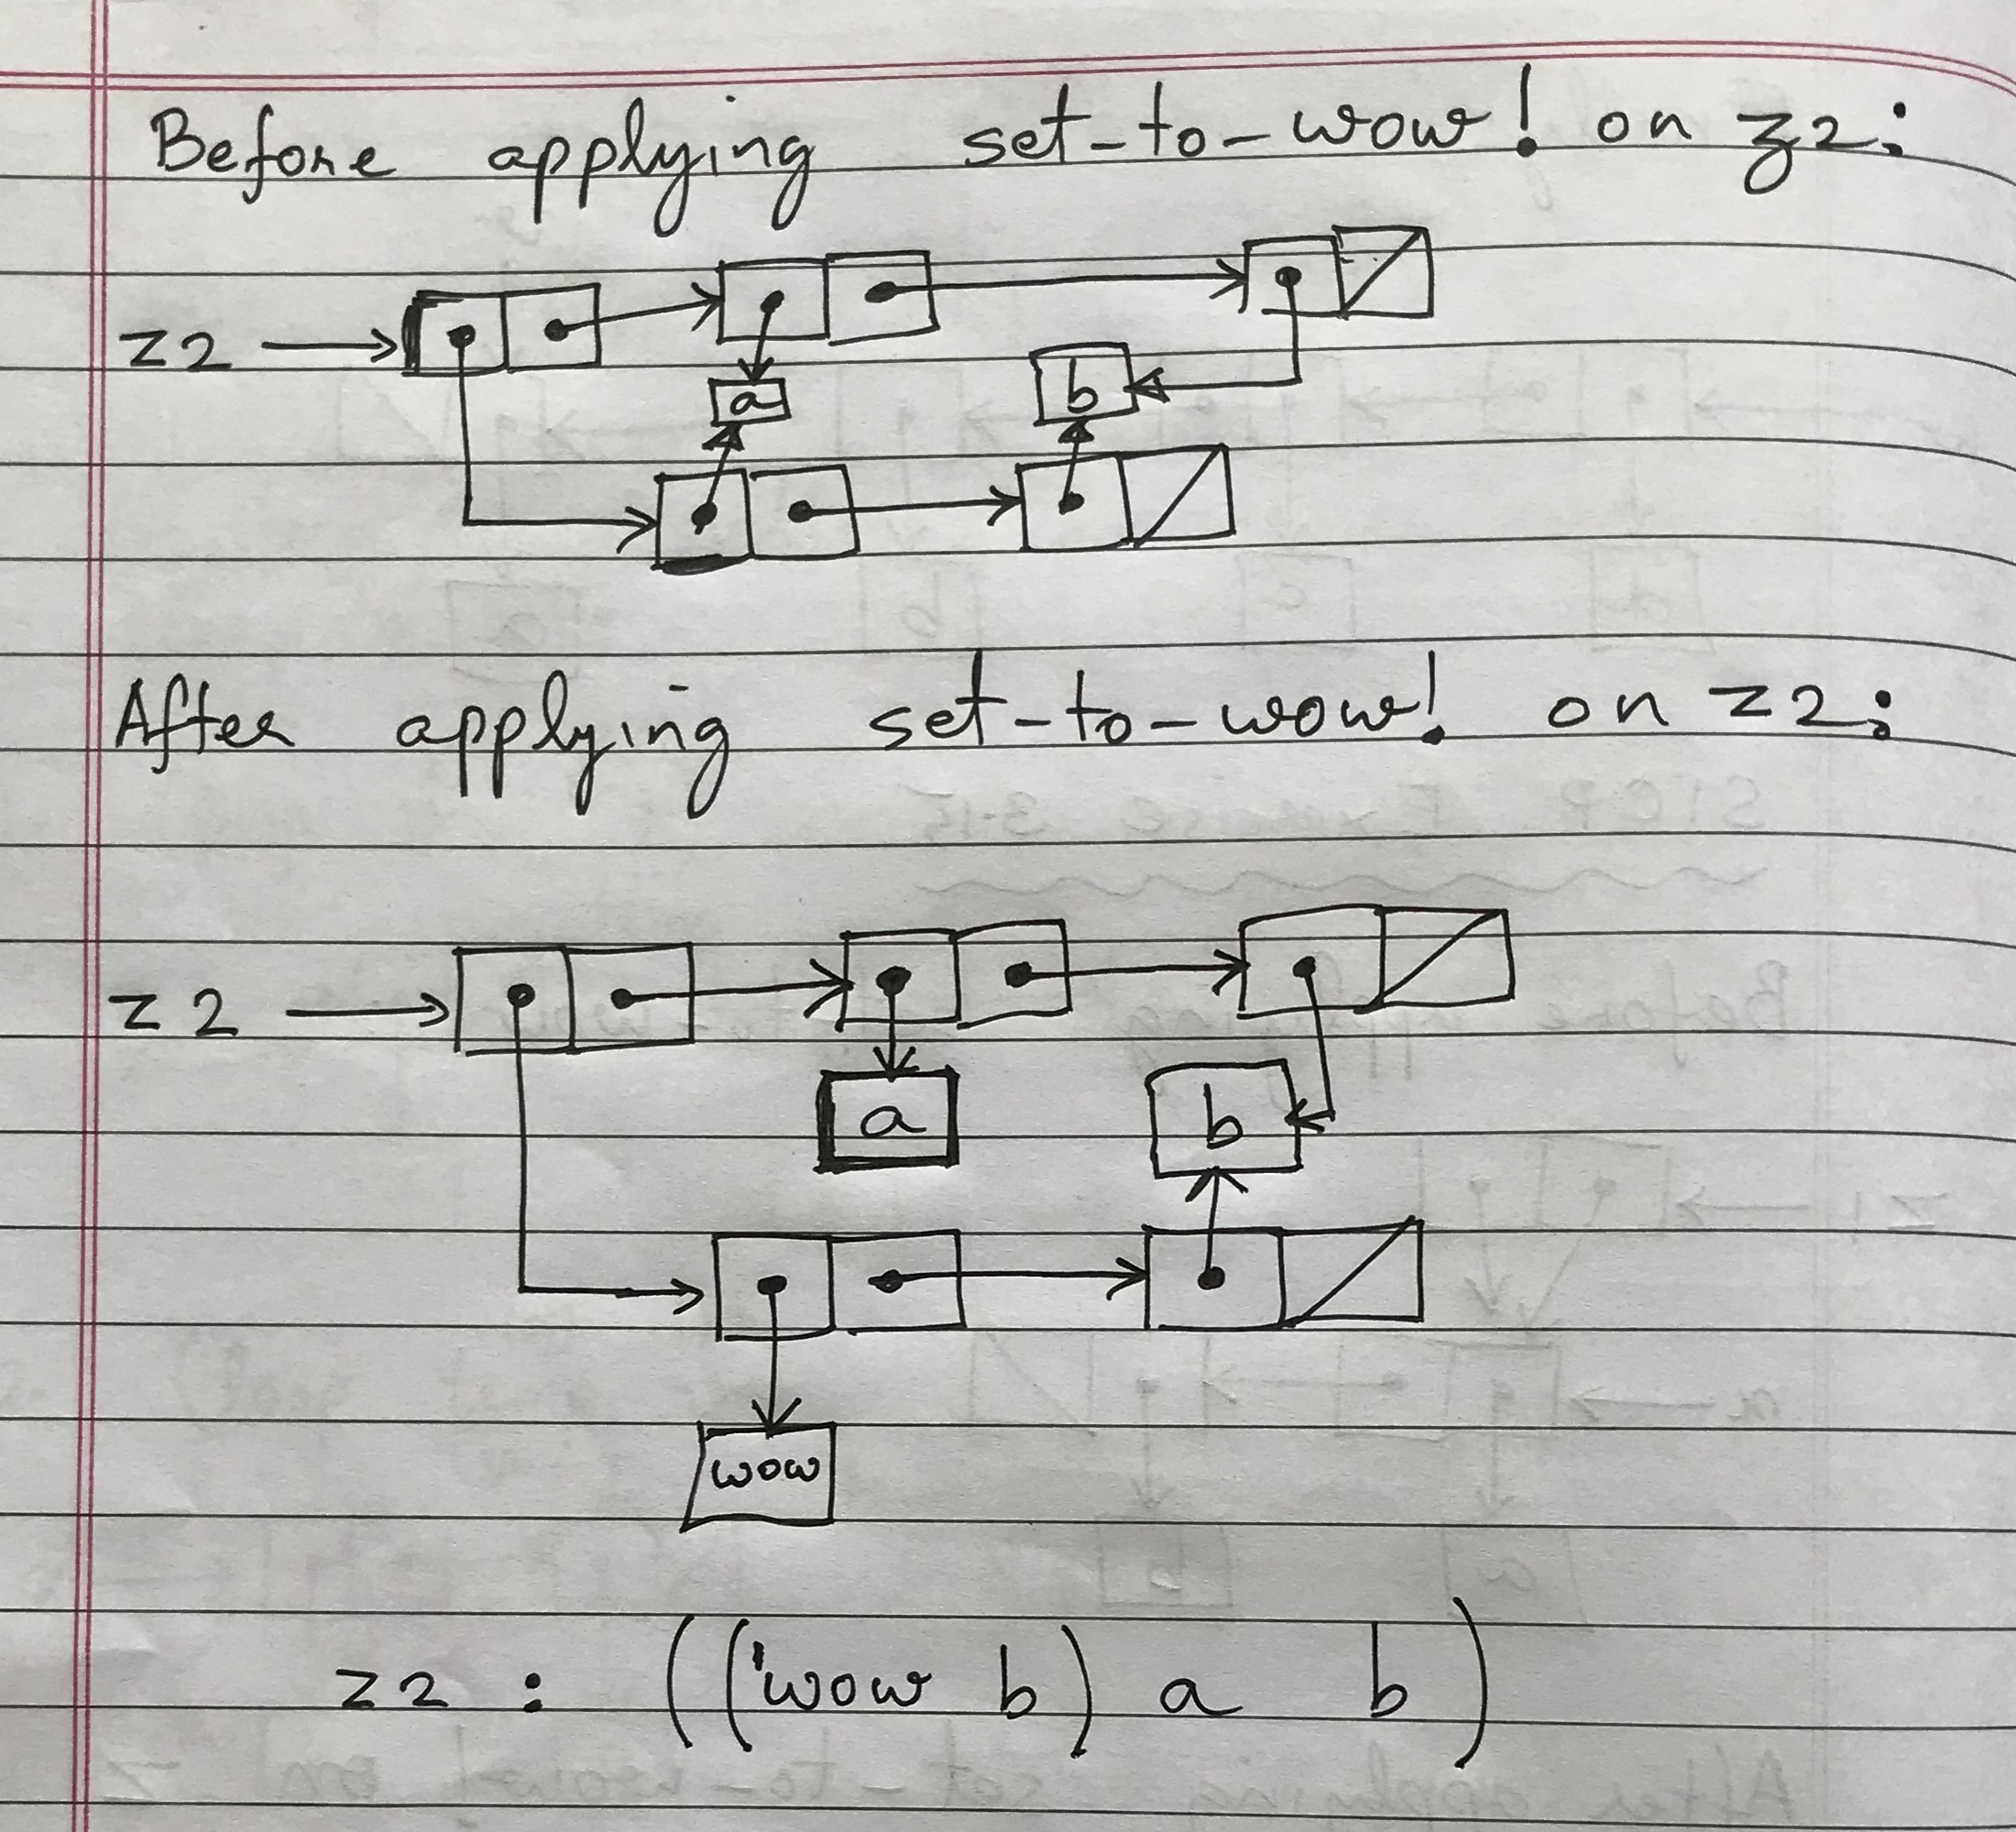 Before applying set-to-wow! on z2:
z2
a b
After applying set-to-wow! on z2:
z2
a b
wow
z2 : (('wow b) a b)